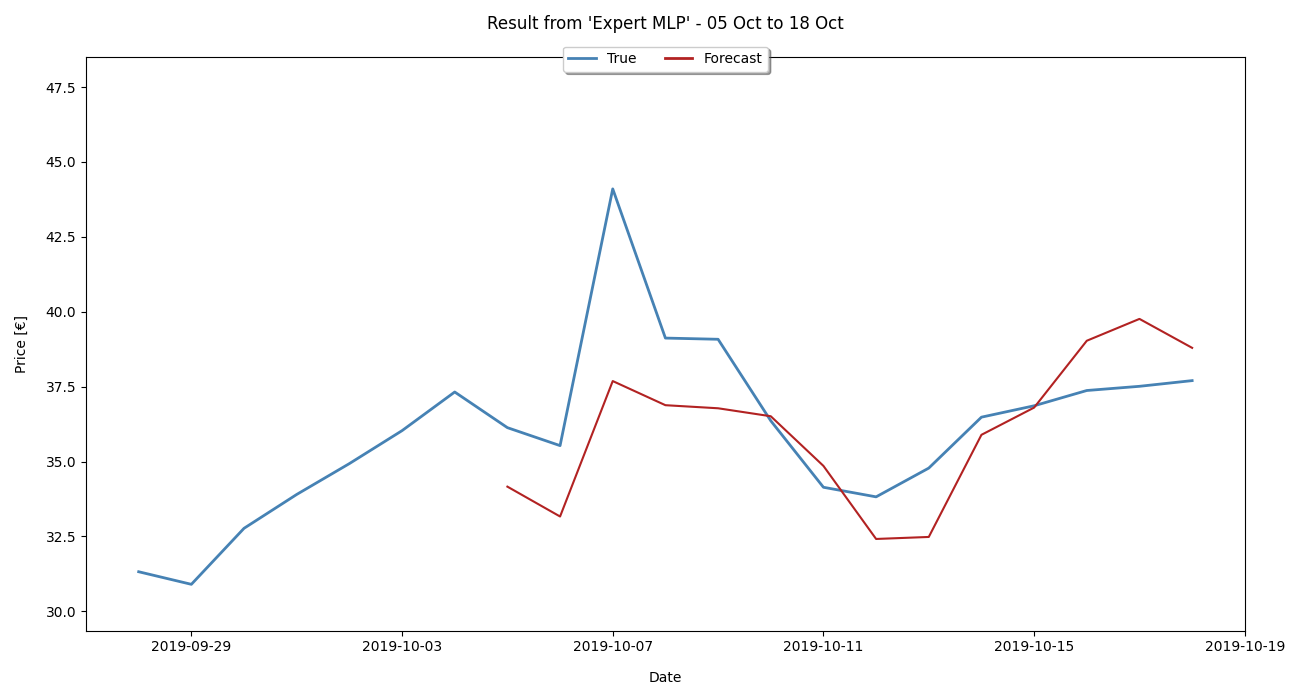 Result from 'Expert MLP' - 05 Oct to 18 Oct
True Forecast
47.5
45.0
42.5
40.0
37.5
35.0
32.5
30.0
Price [€]
2019-09-29 2019-10-03 2019-10-07 2019-10-11 2019-10-15 2019-10-19
Date